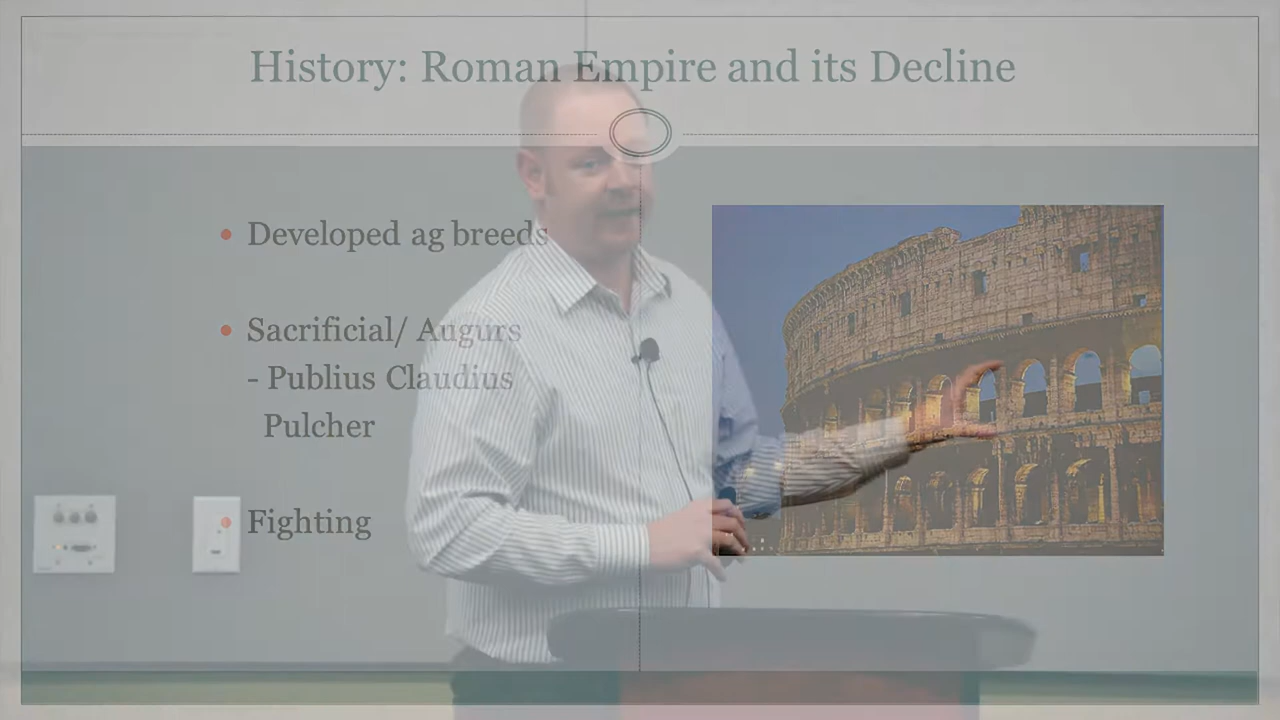 History: Roman Empire and its Decline
Developed ag breeds
Sacrificial/ Augurs
- Publius Claudius
Pulcher
Fighting